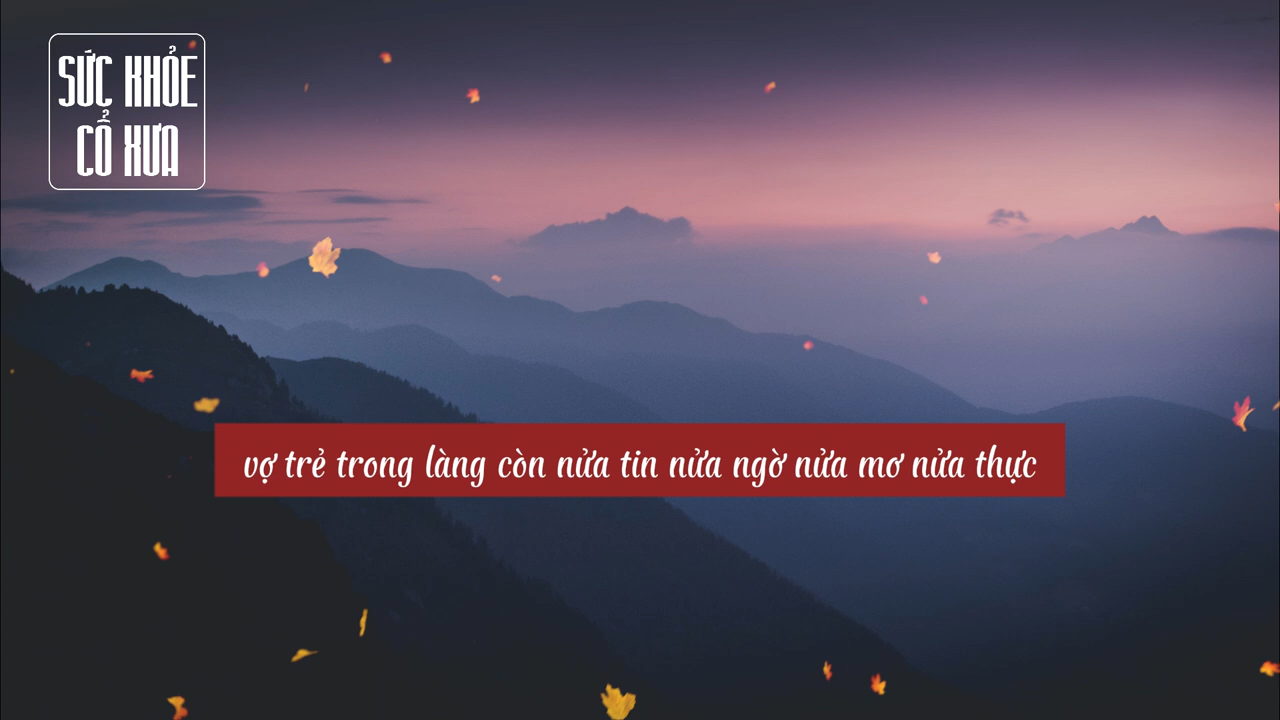 SỨC KHỎE
CỔ XƯA
vợ trẻ trong làng còn nửa tin nửa ngờ nửa mơ nửa thực